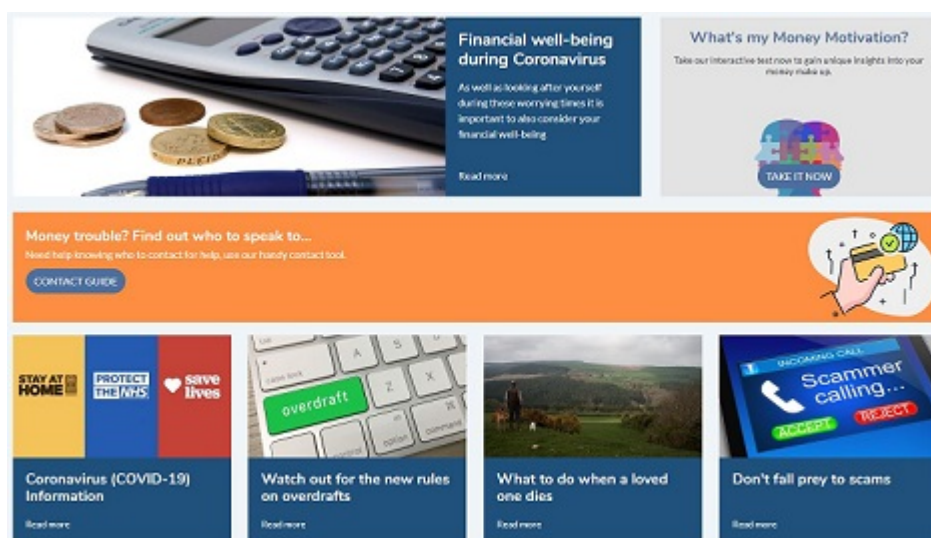 Financial well-being
during Coronavirus
As well as looking after yourself
during these worrying times it is
important to also consider your
financial well-being
Read more
What's my Money Motivation?
Take our interactive test now to gain unique insights into your
money make up.
TAKE IT NOW
Money trouble? Find out who to speak to...
Need help knowing who to contact for help, use our handy contact tool.
CONTACT GUIDE
STAY AT
HOME
PROTECT
THE NHS
save
lives
Coronavirus (COVID-19)
Information
Read more
A
S
D
caps lock
overdraft
Z
X
option
command
Watch out for the new rules
on overdrafts
Read more
What to do when a loved
one dies
Read more
INCOMING CALL
Scammer
calling...
ACCEPT
REJECT
Don't fall prey to scams
Read more